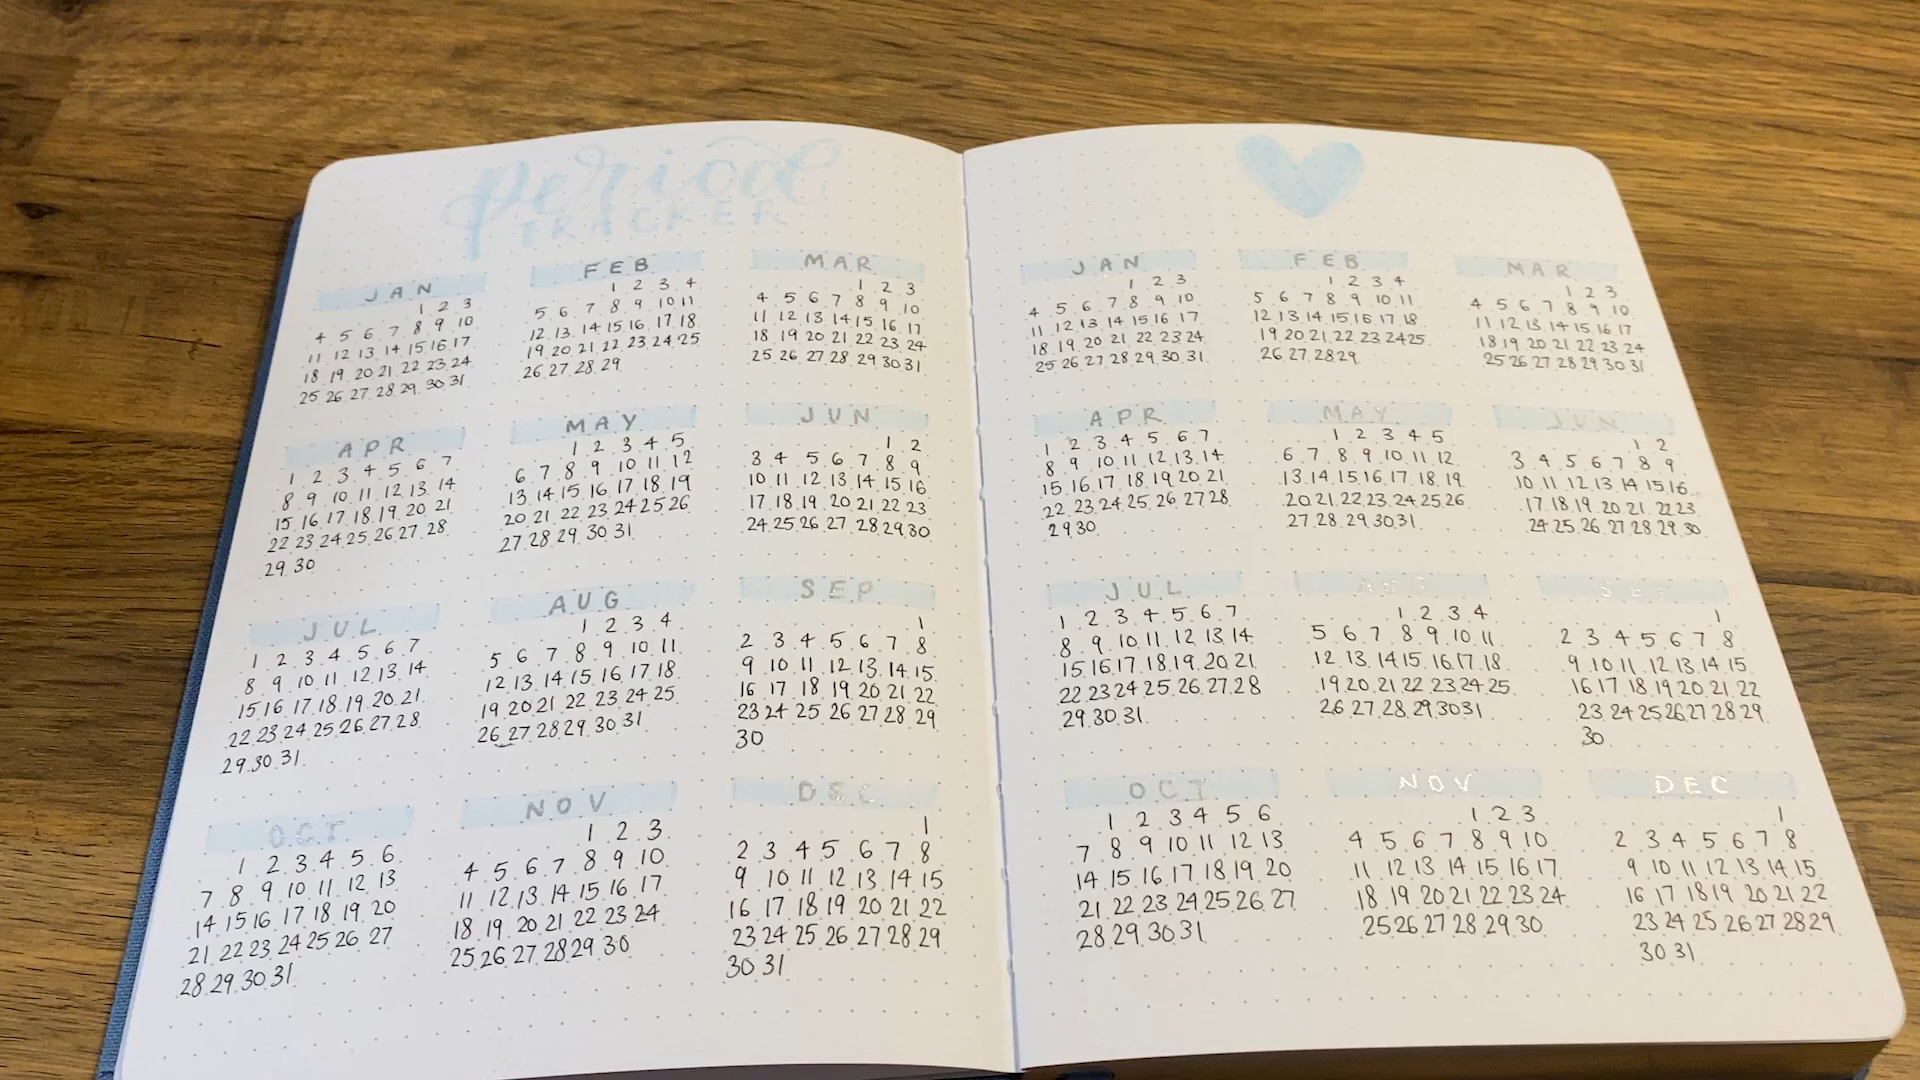 period
TRACKER
JAN
1 2 3
4 5 6 7 8 9 10
11 12 13 14 15 16 17
18 19 20 21 22 23 24
25 26 27 28 29 30 31
FEB
1 2 3 4
5 6 7 8 9 10 11
12 13 14 15 16 17 18
19 20 21 22 23 24 25
26 27 28 29
MAR
1 2 3
4 5 6 7 8 9 10
11 12 13 14 15 16 17
18 19 20 21 22 23 24
25 26 27 28 29 30 31
APR
1 2 3 4 5 6 7
8 9 10 11 12 13 14
15 16 17 18 19 20 21
22 23 24 25 26 27 28
29 30
MAY
1 2 3 4 5
6 7 8 9 10 11 12
13 14 15 16 17 18 19
20 21 22 23 24 25 26
27 28 29 30 31
JUN
1 2
3 4 5 6 7 8 9
10 11 12 13 14 15 16
17 18 19 20 21 22 23
24 25 26 27 28 29 30
JUL
1 2 3 4 5 6 7
8 9 10 11 12 13 14
15 16 17 18 19 20 21
22 23 24 25 26 27 28
29 30 31
AUG
1 2 3 4
5 6 7 8 9 10 11
12 13 14 15 16 17 18
19 20 21 22 23 24 25
26 27 28 29 30 31
SEP
1
2 3 4 5 6 7 8
9 10 11 12 13 14 15
16 17 18 19 20 21 22
23 24 25 26 27 28 29
30
OCT
1 2 3 4 5 6
7 8 9 10 11 12 13
14 15 16 17 18 19 20
21 22 23 24 25 26 27
28 29 30 31
NOV
1 2 3
4 5 6 7 8 9 10
11 12 13 14 15 16 17
18 19 20 21 22 23 24
25 26 27 28 29 30
DEC
1
2 3 4 5 6 7 8
9 10 11 12 13 14 15
16 17 18 19 20 21 22
23 24 25 26 27 28 29
30 31
JAN
1 2 3
4 5 6 7 8 9 10
11 12 13 14 15 16 17
18 19 20 21 22 23 24
25 26 27 28 29 30 31
FEB
1 2 3 4
5 6 7 8 9 10 11
12 13 14 15 16 17 18
19 20 21 22 23 24 25
26 27 28 29
MAR
1 2 3
4 5 6 7 8 9 10
11 12 13 14 15 16 17
18 19 20 21 22 23 24
25 26 27 28 29 30 31
APR
1 2 3 4 5 6 7
8 9 10 11 12 13 14
15 16 17 18 19 20 21
22 23 24 25 26 27 28
29 30
MAY
1 2 3 4 5
6 7 8 9 10 11 12
13 14 15 16 17 18 19
20 21 22 23 24 25 26
27 28 29 30 31
JUN
1 2
3 4 5 6 7 8 9
10 11 12 13 14 15 16
17 18 19 20 21 22 23
24 25 26 27 28 29 30
JUL
1 2 3 4 5 6 7
8 9 10 11 12 13 14
15 16 17 18 19 20 21
22 23 24 25 26 27 28
29 30 31
AUG
1 2 3 4
5 6 7 8 9 10 11
12 13 14 15 16 17 18
19 20 21 22 23 24 25
26 27 28 29 30 31
SEP
1
2 3 4 5 6 7 8
9 10 11 12 13 14 15
16 17 18 19 20 21 22
23 24 25 26 27 28 29
30
OCT
1 2 3 4 5 6
7 8 9 10 11 12 13
14 15 16 17 18 19 20
21 22 23 24 25 26 27
28 29 30 31
NOV
1 2 3
4 5 6 7 8 9 10
11 12 13 14 15 16 17
18 19 20 21 22 23 24
25 26 27 28 29 30
DEC
1
2 3 4 5 6 7 8
9 10 11 12 13 14 15
16 17 18 19 20 21 22
23 24 25 26 27 28 29
30 31